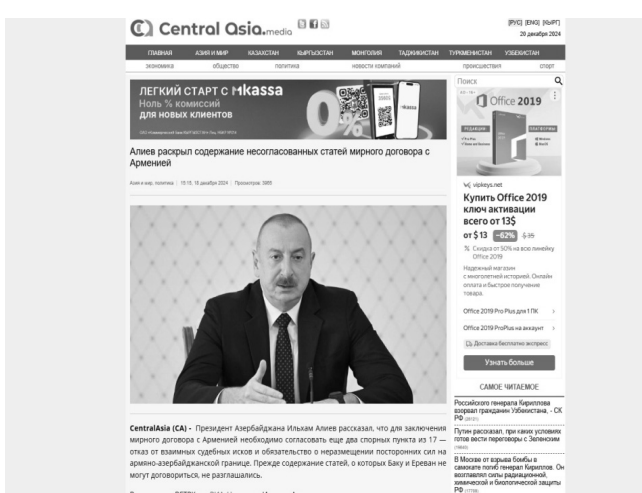 Central Asia.media
[РУС] [ENG] [КЫРГ]
20 декабря 2024
ГЛАВНАЯ АЗИЯ И МИР КАЗАХСТАН КЫРГЫЗСТАН МОНГОЛИЯ ТАДЖИКИСТАН ТУРКМЕНИСТАН УЗБЕКИСТАН
экономика общество политика новости компаний происшествия спорт
ЛЕГКИЙ СТАРТ С Mkassa
Ноль % комиссий
для новых
клиентов
0%
Алиев раскрыл содержание несогласованных статей мирного договора с
Арменией
Азия и мир, политика | 15:15, 18 декабря 2024 | Просмотров: 3985
CentralAsia (CA) - Президент Азербайджана Ильхам Алиев рассказал, что для заключения
мирного договора с Арменией необходимо согласовать еще два спорных пункта из 17 —
отказ от взаимных судебных исков и обязательство о неразмещении посторонних сил на
армяно-азербайджанской границе. Прежде содержание статей, о которых Баку и Ереван не
могут договориться, не разглашались.
Поиск
Office 2019
РЕДАКЦИИ
ПЛАТФОРМЫ
vipkeys.net
Купить Office 2019
ключ активации
всего от 13$
от $ 13 −62% $ 35
Скидка от 50% на всю линейку
Office 2019
Надежный магазин
с многолетней историей. Онлайн
оплата и быстрое получение
товара.
Office 2019 Pro Plus для 1 ПК
Office 2019 ProPlus на аккаунт
Доставка бесплатно экспресс
Узнать больше
САМОЕ ЧИТАЕМОЕ
Российского генерала Кириллова
взорвал гражданин Узбекистана, - СК
РФ
Путин рассказал, при каких условиях
готов вести переговоры с Зеленским
В Москве от взрыва бомбы в
самокате погиб генерал Кириллов. Он
возглавлял силы радиационной,
химической и биологической защиты
РФ